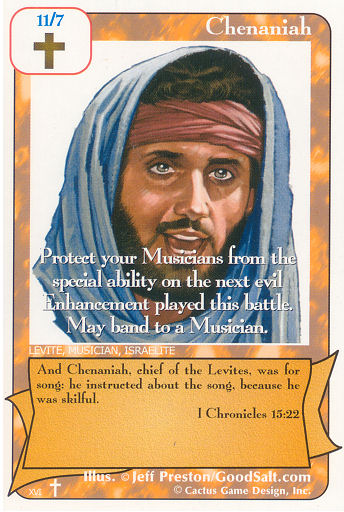 11/7
Chenaniah
Protect your Musicians from the
special ability on the next evil
Enhancement played this battle.
May band to a Musician.
LEVITE, MUSICIAN, ISRAELITE
And Chenaniah, chief of the Levites, was for
song: he instructed about the song, because he
was skilful.
I Chronicles 15:22
Illus. © Jeff Preston/GoodSalt.com
XVI
© Cactus Game Design, Inc.